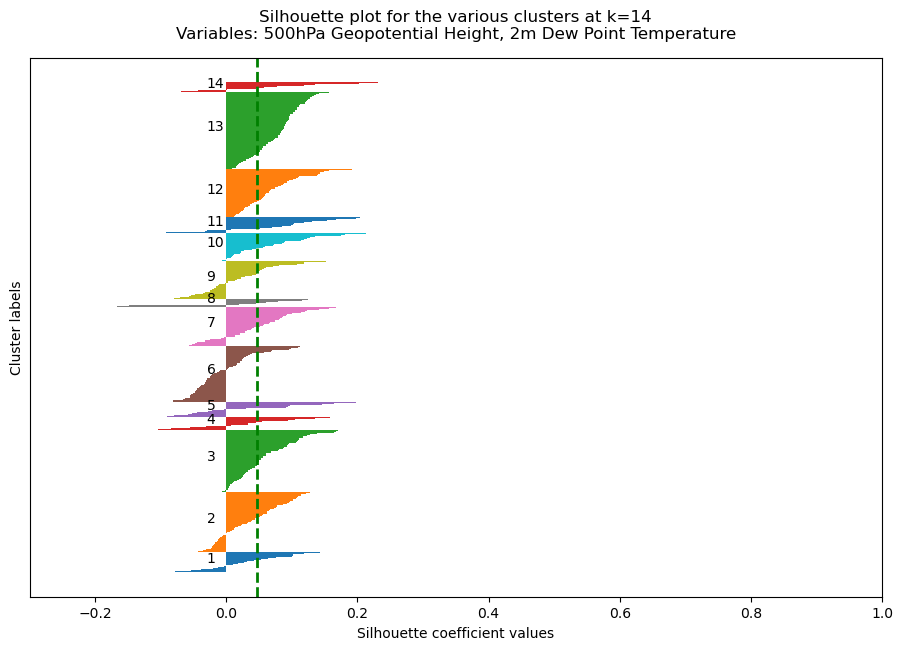 Silhouette plot for the various clusters at k=14
Variables: 500hPa Geopotential Height, 2m Dew Point Temperature
14
13
12
11
10
9
8
7
6
5
4
3
2
1
Cluster labels
−0.2 0.0 0.2 0.4 0.6 0.8 1.0
Silhouette coefficient values